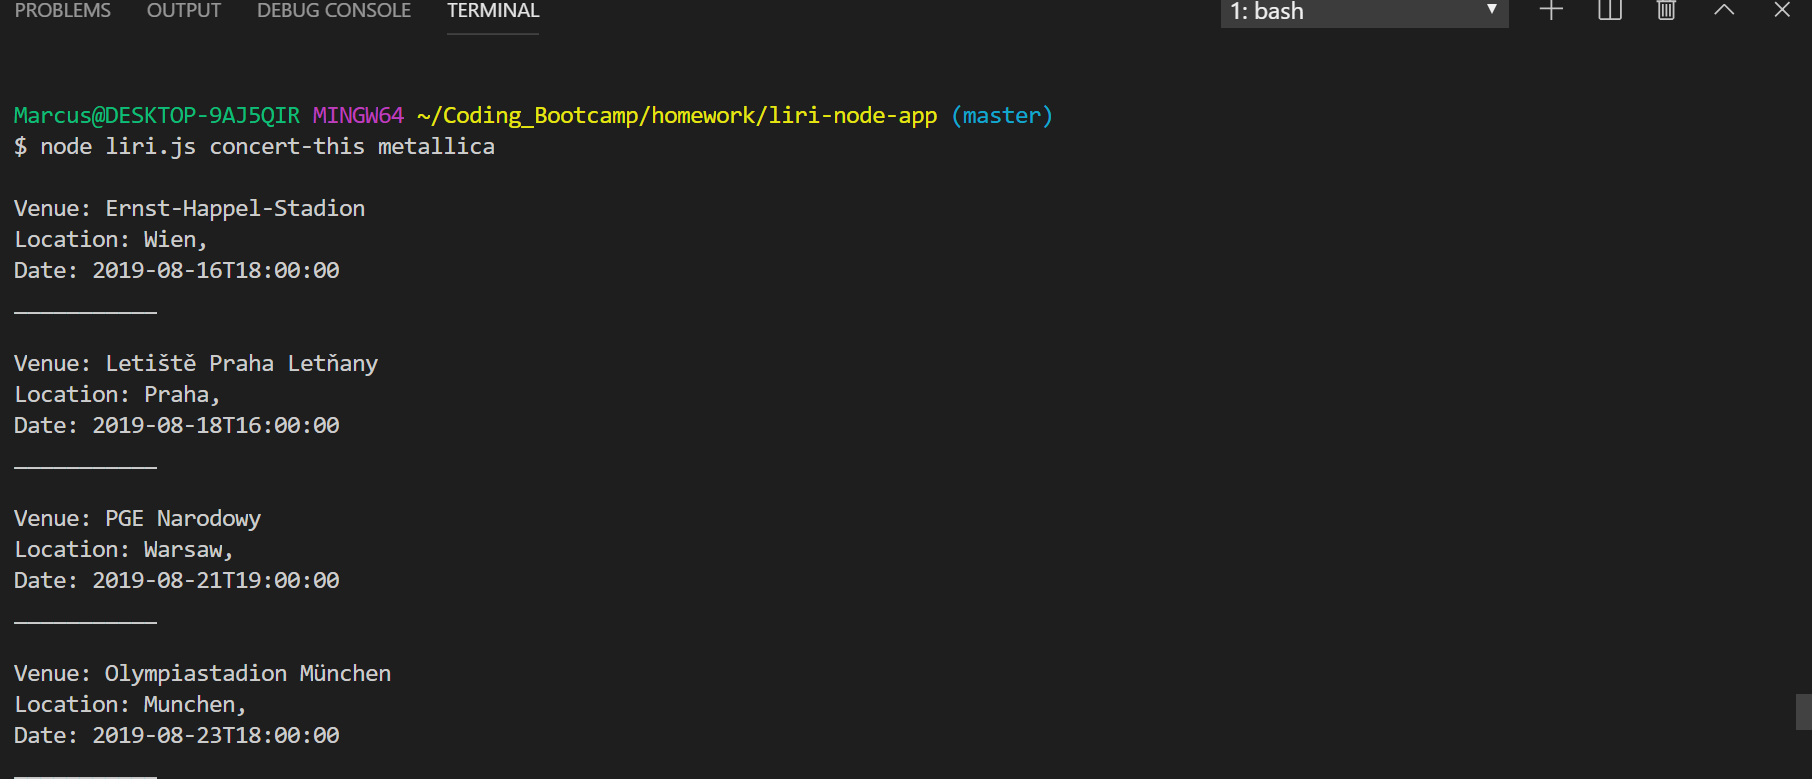 PROBLEMS OUTPUT DEBUG CONSOLE TERMINAL 1: bash
Marcus@DESKTOP-9AJ5QIR MINGW64 ~/Coding_Bootcamp/homework/liri-node-app (master)
$ node liri.js concert-this metallica
Venue: Ernst-Happel-Stadion
Location: Wien,
Date: 2019-08-16T18:00:00
___________
Venue: Letiště Praha Letňany
Location: Praha,
Date: 2019-08-18T16:00:00
___________
Venue: PGE Narodowy
Location: Warsaw,
Date: 2019-08-21T19:00:00
___________
Venue: Olympiastadion München
Location: Munchen,
Date: 2019-08-23T18:00:00
___________